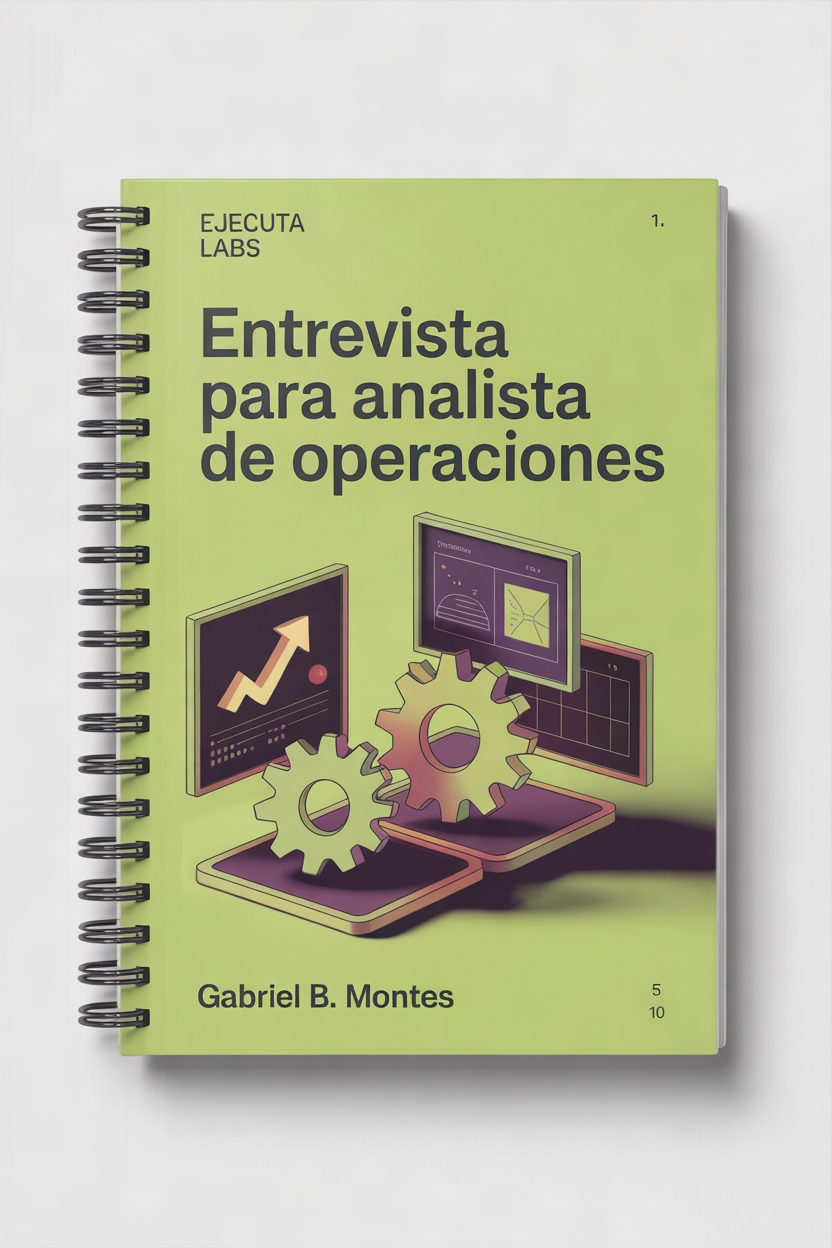 EJECUTA
LABS
1.
Entrevista
para analista
de operaciones
Gabriel B. Montes
5
10